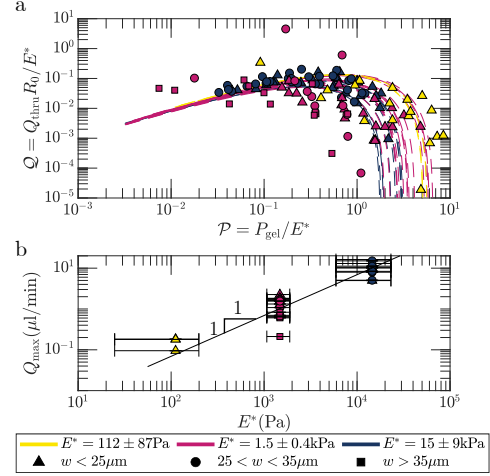 a
10¹
10⁰
10⁻¹
10⁻²
10⁻³
10⁻⁴
10⁻⁵
𝒬 = Q_thru R₀/E*
10⁻³ 10⁻² 10⁻¹ 10⁰ 10¹
𝒫 = P_gel/E*
b
10¹
10⁻¹
Q_max (μl/min)
1
1
10¹ 10² 10³ 10⁴ 10⁵
E*(Pa)
E* = 112 ± 87Pa E* = 1.5 ± 0.4kPa E* = 15 ± 9kPa
w < 25μm 25 < w < 35μm w > 35μm